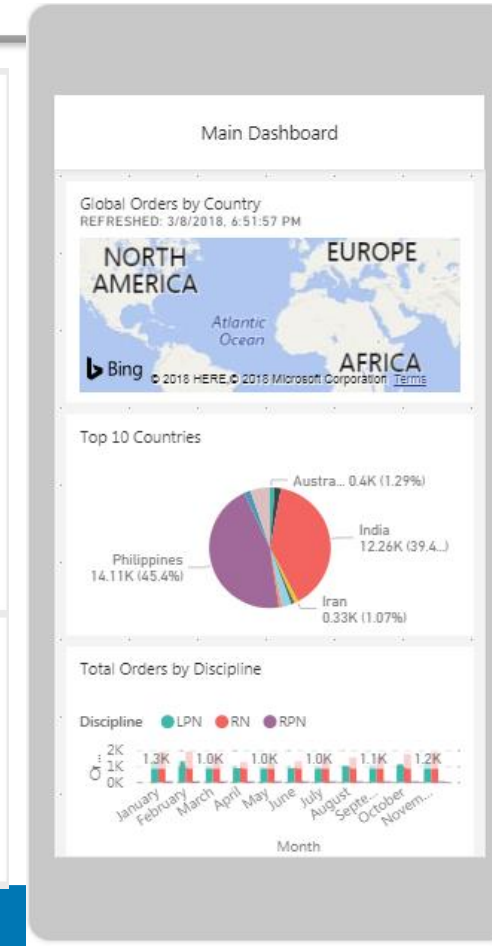 Main Dashboard
Global Orders by Country
REFRESHED: 3/8/2018, 6:51:57 PM
NORTH
AMERICA
EUROPE
Atlantic
Ocean
AFRICA
Bing
© 2018 HERE,© 2018 Microsoft Corporation Terms
Top 10 Countries
Austra... 0.4K (1.29%)
India
12.26K (39.4...)
Philippines
14.11K (45.4%)
Iran
0.33K (1.07%)
Total Orders by Discipline
Discipline LPN RN RPN
Or...
2K
1K
0K
1.3K 1.0K 1.0K 1.0K 1.1K 1.2K
January February March April May June July August Septe... October Novem...
Month